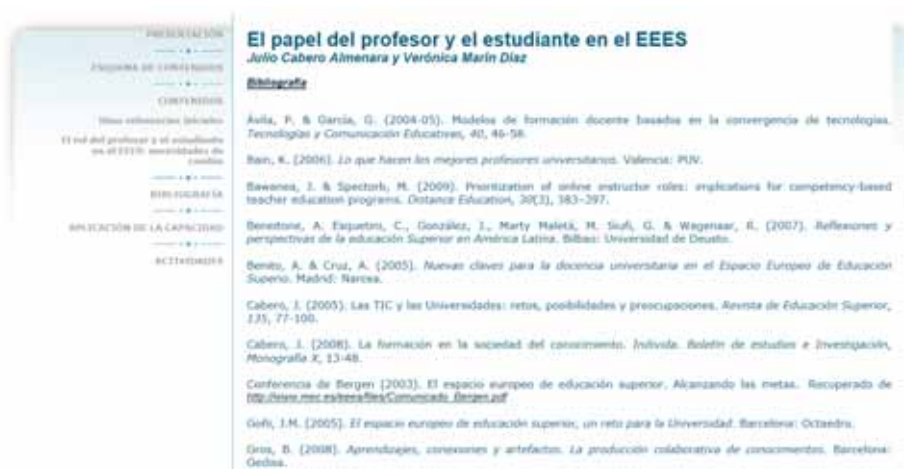 PRESENTACIÓN
ESQUEMA DE CONTENIDOS
CONTENIDOS
Unas referencias iniciales
El rol del profesor y el estudiante
en el EEES: necesidades de
cambio
BIBLIOGRAFÍA
APLICACIÓN DE LA CAPACIDAD
ACTIVIDADES
El papel del profesor y el estudiante en el EEES
Julio Cabero Almenara y Verónica Marín Díaz
Bibliografía
Ávila, P. & García, G. (2004-05). Modelos de formación docente basados en la convergencia de tecnologías.
Tecnologías y Comunicación Educativas, 40, 46-58.
Bain, K. (2006). Lo que hacen los mejores profesores universitarios. Valencia: PUV.
Bawanea, J. & Spectorb, M. (2009). Prioritization of online instructor roles: implications for competency-based
teacher education programs. Distance Education, 30(3), 383-397.
Benestone, A. Esquetini, C., González, J., Marty Maletá, M. Siufi, G. & Wagenaar, R. (2007). Reflexiones y
perspectivas de la educación Superior en América Latina. Bilbao: Universidad de Deusto.
Benito, A. & Cruz, A. (2005). Nuevas claves para la docencia universitaria en el Espacio Europeo de Educación
Superio. Madrid: Narcea.
Cabero, J. (2005). Las TIC y las Universidades: retos, posibilidades y preocupaciones. Revista de Educación Superior,
135, 77-100.
Cabero, J. (2008). La formación en la sociedad del conocimiento. Indivisa. Boletín de estudios e Investigación,
Monografía X, 13-48.
Conferencia de Bergen (2003). El espacio europeo de educación superior. Alcanzando las metas. Recuperado de
http://www.mec.es/eees/files/Comunicado_Bergen.pdf
Goñi, J.M. (2005). El espacio europeo de educación superior, un reto para la Universidad. Barcelona: Octaedro.
Gros, B. (2008). Aprendizajes, conexiones y artefactos. La producción colaborativa de conocimientos. Barcelona:
Gedisa.